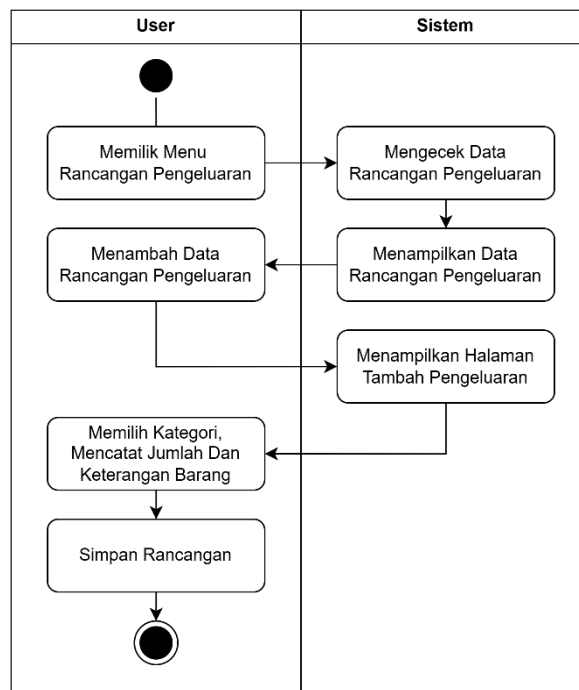 User
Sistem
Memilik Menu
Rancangan Pengeluaran
Mengecek Data
Rancangan Pengeluaran
Menambah Data
Rancangan Pengeluaran
Menampilkan Data
Rancangan Pengeluaran
Menampilkan Halaman
Tambah Pengeluaran
Memilih Kategori,
Mencatat Jumlah Dan
Keterangan Barang
Simpan Rancangan